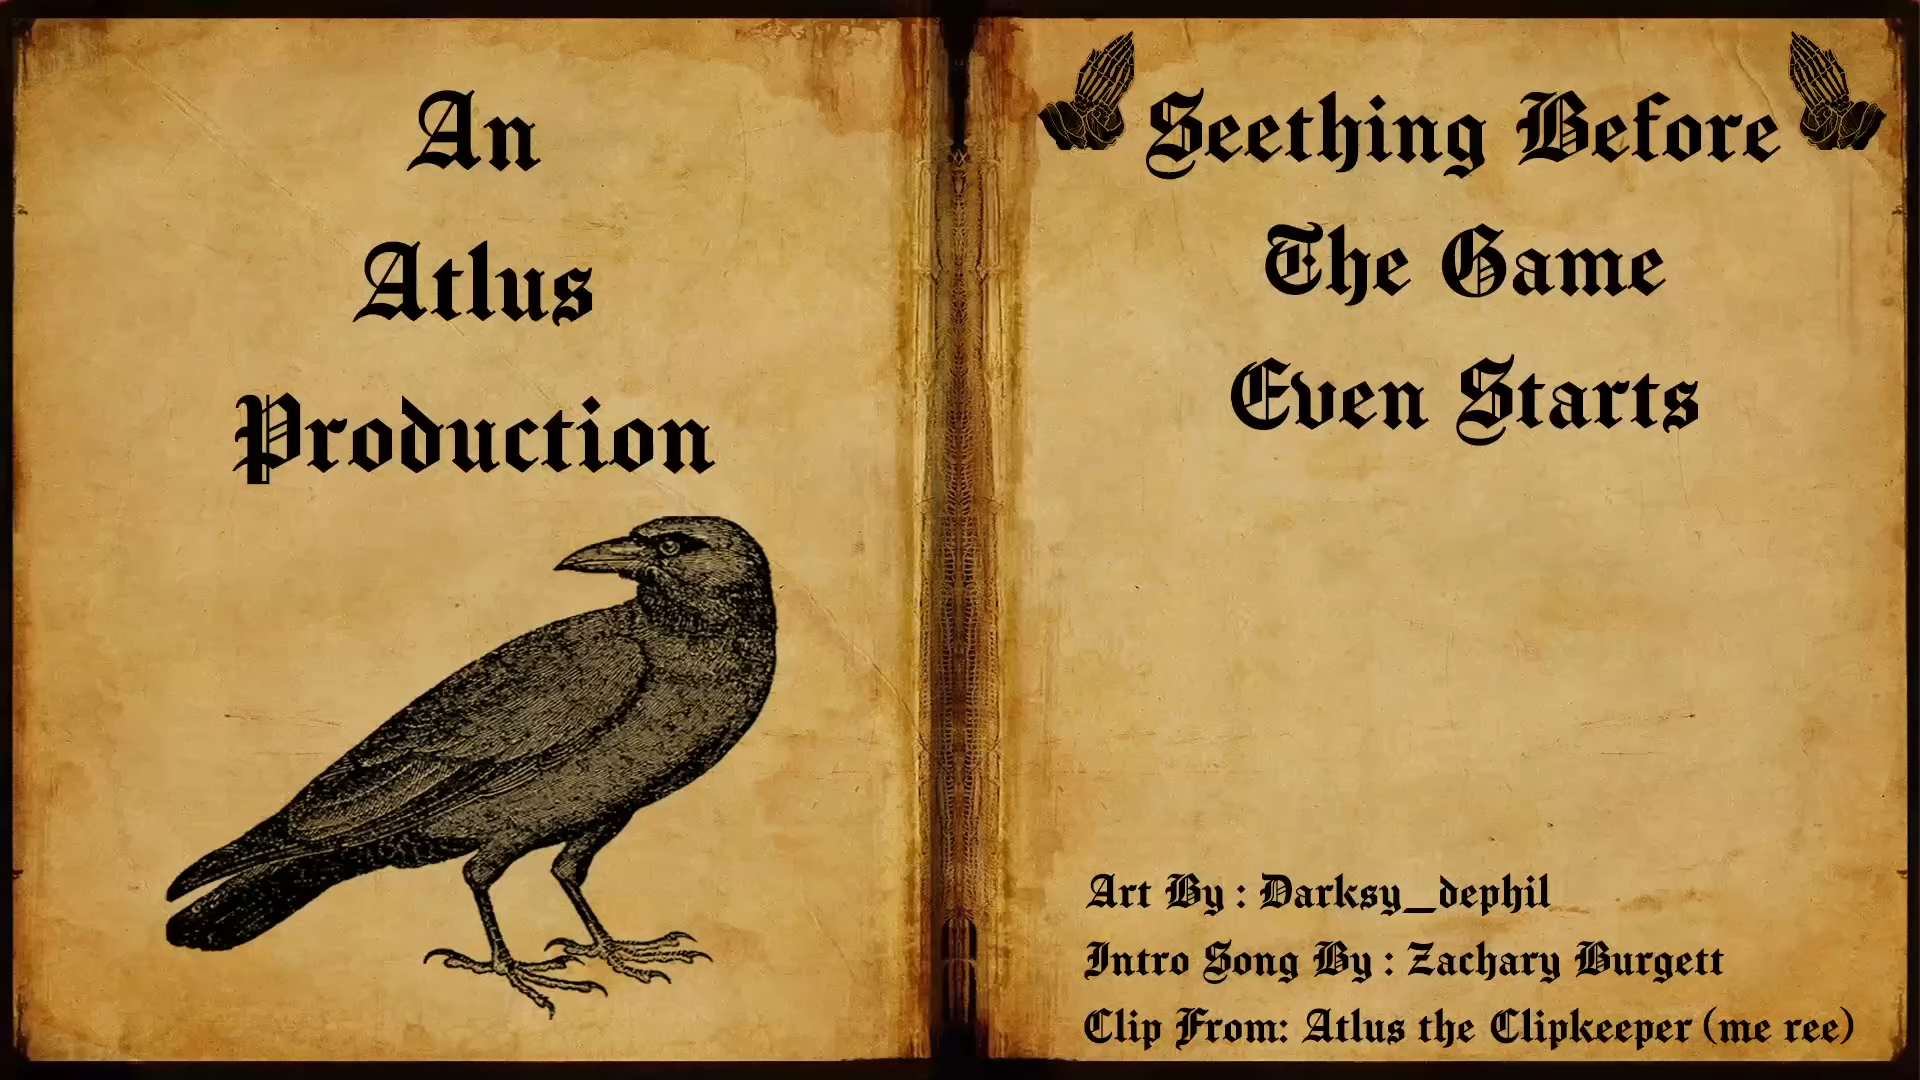 An
Atlus
Production
Seething Before
The Game
Even Starts
Art By : Darksy_dephil
Intro Song By : Zachary Burgett
Clip From: Atlus the Clipkeeper (me ree)